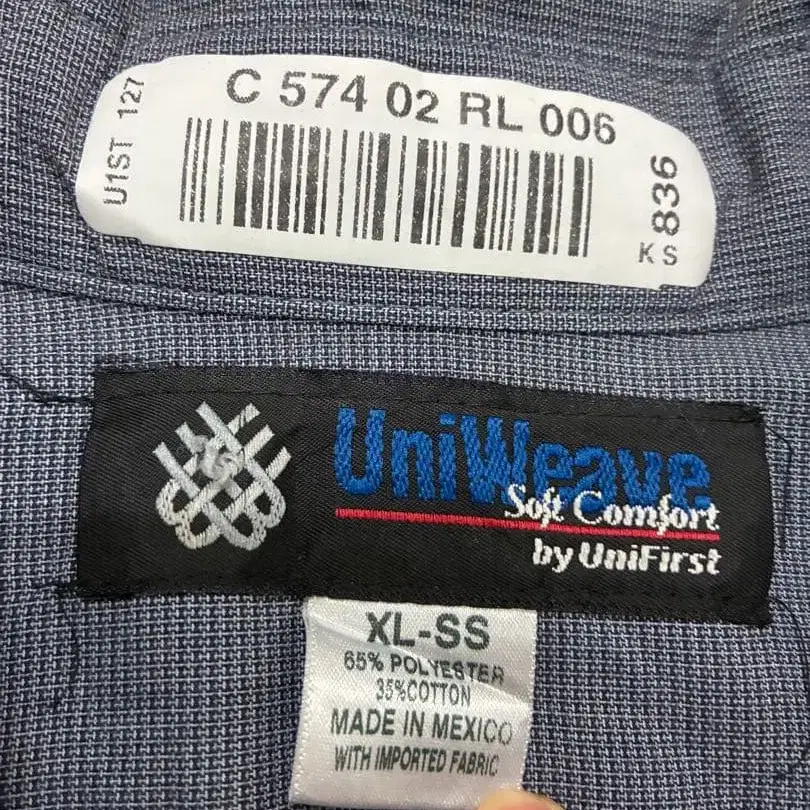 C 574 02 RL 006
U1ST 127
836
KS
UniWeave
Soft Comfort
by UniFirst
XL-SS
65% POLYESTER
35%COTTON
MADE IN MEXICO
WITH IMPORTED FABRIC